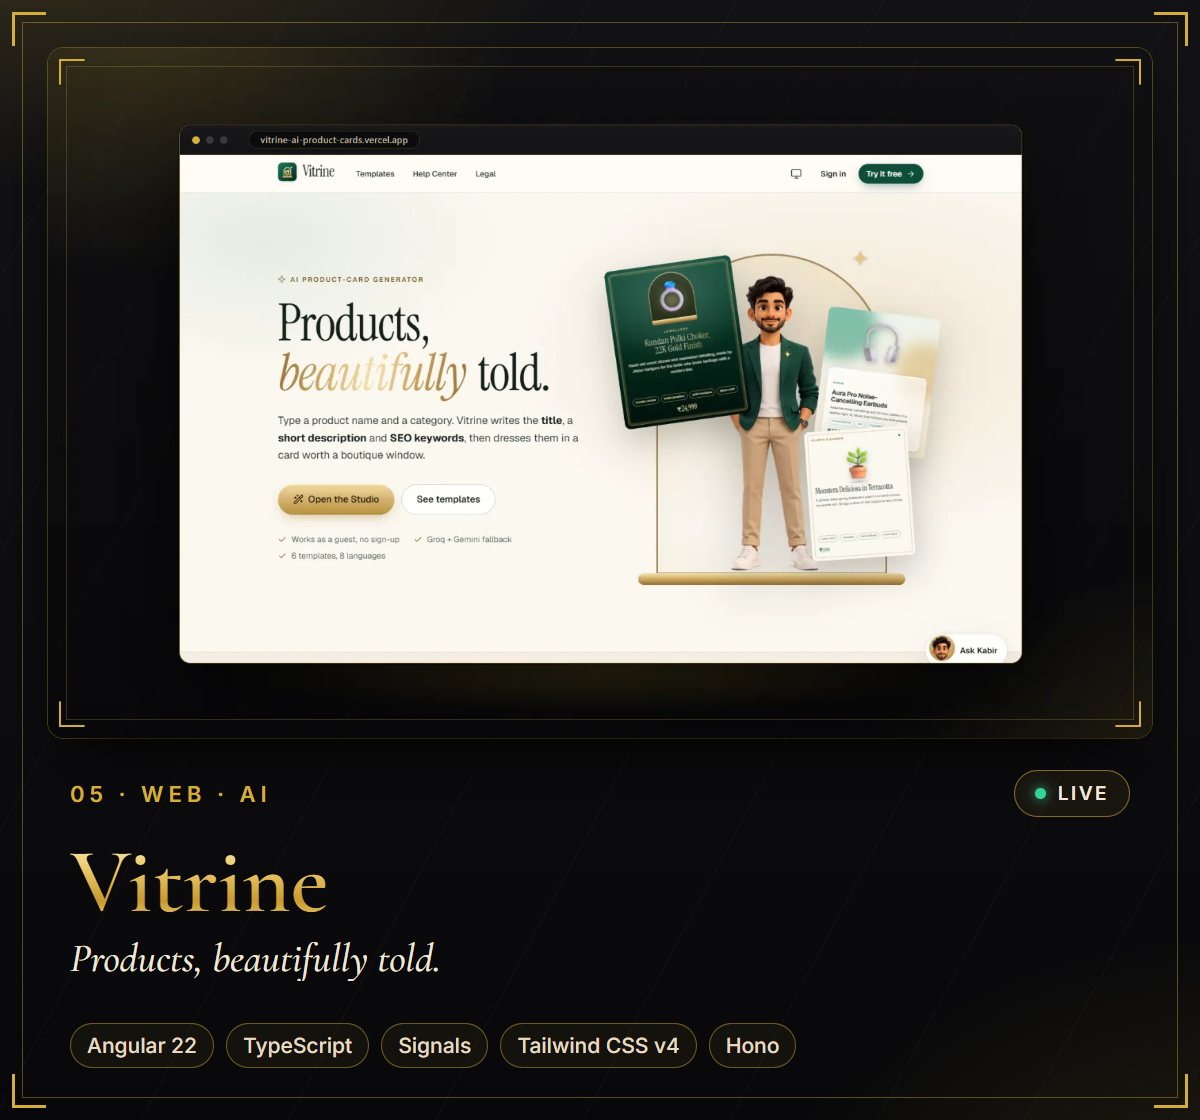 vitrine-ai-product-cards.vercel.app
Vitrine Templates Help Center Legal Sign in Try it free →
AI PRODUCT-CARD GENERATOR
Products,
beautifully told.
Type a product name and a category. Vitrine writes the title, a
short description and SEO keywords, then dresses them in a
card worth a boutique window.
Open the Studio See templates
Works as a guest, no sign-up Groq + Gemini fallback
6 templates, 8 languages
JEWELLERY
Kundan Polki Choker,
22K Gold Finish
₹24,999
Aura Pro Noise-
Cancelling Earbuds
Monstera Deliciosa in Terracotta
₹999
Ask Kabir
05 · WEB · AI
LIVE
Vitrine
Products, beautifully told.
Angular 22 TypeScript Signals Tailwind CSS v4 Hono